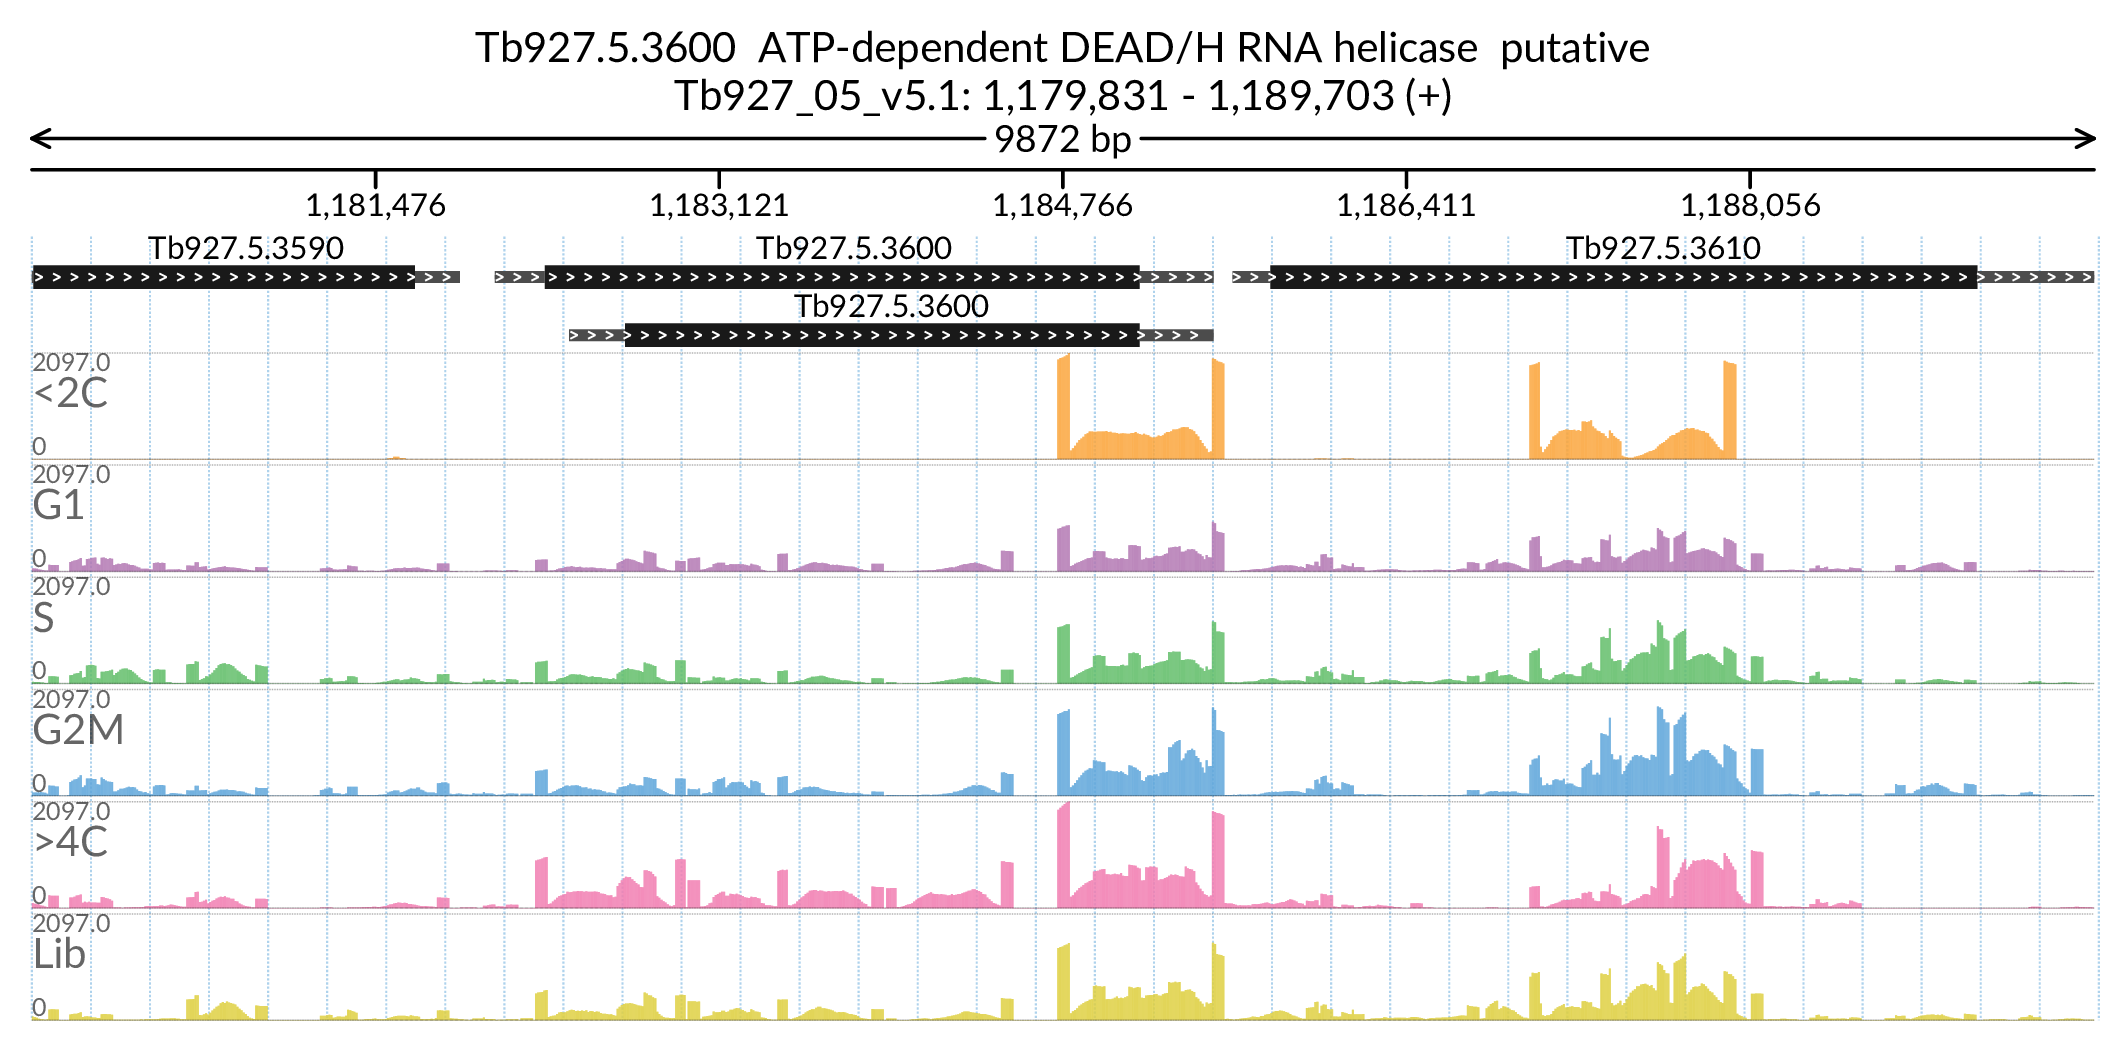 Tb927.5.3600  ATP-dependent DEAD/H RNA helicase  putative
Tb927_05_v5.1: 1,179,831 - 1,189,703 (+)
9872 bp
1,181,476 1,183,121 1,184,766 1,186,411 1,188,056
Tb927.5.3590 Tb927.5.3600 Tb927.5.3610
Tb927.5.3600
2097.0
<2C
0
2097.0
G1
0
2097.0
S
0
2097.0
G2M
0
2097.0
>4C
0
2097.0
Lib
0